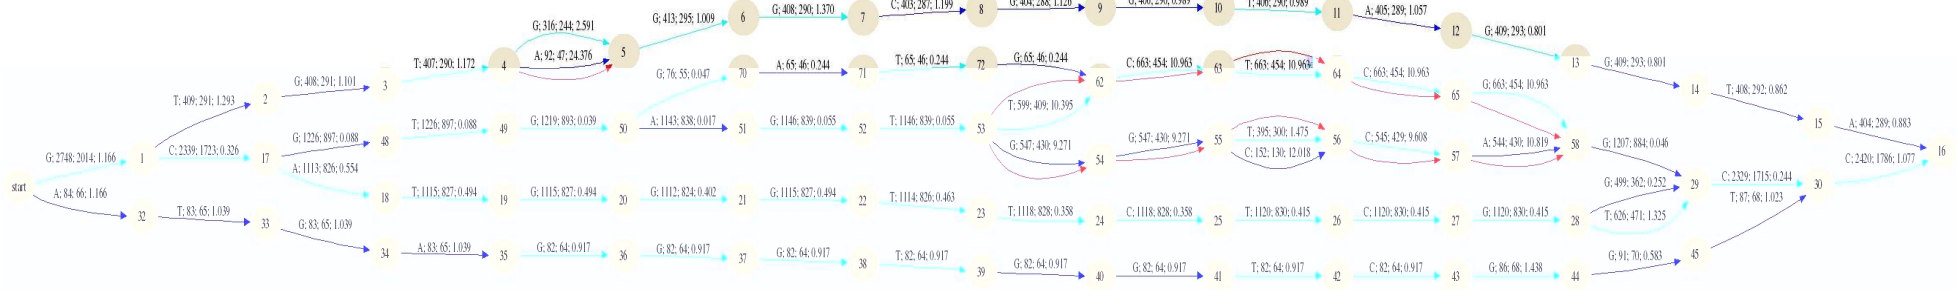 start
G; 2748; 2014; 1.166
A; 84; 66; 1.166
1
T; 409; 291; 1.293
C; 2339; 1723; 0.326
2
G; 408; 291; 1.101
3
T; 407; 290; 1.172
4
G; 316; 244; 2.591
A; 92; 47; 24.376
5
G; 413; 295; 1.009
6
G; 408; 290; 1.370
7
C; 403; 287; 1.199
8
G; 404; 288; 1.126
9
G; 406; 290; 0.989
10
T; 406; 290; 0.989
11
A; 405; 289; 1.057
12
G; 409; 293; 0.801
13
G; 409; 293; 0.801
14
T; 408; 292; 0.862
15
A; 404; 289; 0.883
16
17
G; 1226; 897; 0.088
A; 1113; 826; 0.554
48
T; 1226; 897; 0.088
49
G; 1219; 893; 0.039
50
G; 76; 55; 0.047
A; 1143; 838; 0.017
70
A; 65; 46; 0.244
71
T; 65; 46; 0.244
72
G; 65; 46; 0.244
62
C; 663; 454; 10.963
63
T; 663; 454; 10.963
64
C; 663; 454; 10.963
65
G; 663; 454; 10.963
51
G; 1146; 839; 0.055
52
T; 1146; 839; 0.055
53
T; 599; 409; 10.395
G; 547; 430; 9.271
54
G; 547; 430; 9.271
55
T; 395; 300; 1.475
C; 152; 130; 12.018
56
C; 545; 429; 9.608
57
A; 544; 430; 10.819
58
G; 1207; 884; 0.046
18
T; 1115; 827; 0.494
19
G; 1115; 827; 0.494
20
G; 1112; 824; 0.402
21
G; 1115; 827; 0.494
22
T; 1114; 826; 0.463
23
T; 1118; 828; 0.358
24
C; 1118; 828; 0.358
25
T; 1120; 830; 0.415
26
C; 1120; 830; 0.415
27
G; 1120; 830; 0.415
28
G; 499; 362; 0.252
T; 626; 471; 1.325
29
C; 2329; 1715; 0.244
T; 87; 68; 1.023
30
C; 2420; 1786; 1.077
32
T; 83; 65; 1.039
33
G; 83; 65; 1.039
34
A; 83; 65; 1.039
35
G; 82; 64; 0.917
36
G; 82; 64; 0.917
37
G; 82; 64; 0.917
38
T; 82; 64; 0.917
39
G; 82; 64; 0.917
40
G; 82; 64; 0.917
41
T; 82; 64; 0.917
42
C; 82; 64; 0.917
43
G; 86; 68; 1.438
44
G; 91; 70; 0.583
45